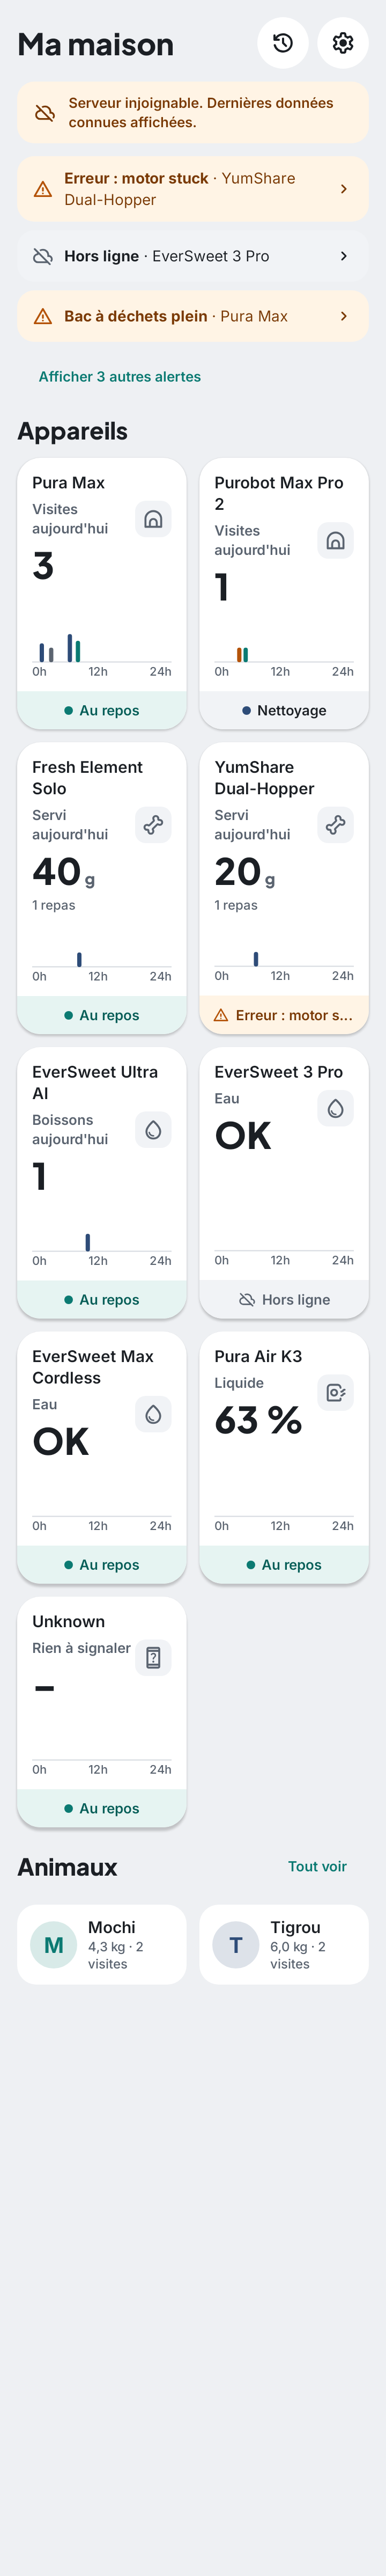 Ma maison
Serveur injoignable. Dernières données
connues affichées.
Erreur : motor stuck · YumShare
Dual-Hopper
Hors ligne · EverSweet 3 Pro
Bac à déchets plein · Pura Max
Afficher 3 autres alertes
Appareils
Pura Max
Visites
aujourd'hui
3
0h 12h 24h
Au repos
Purobot Max Pro
2
Visites
aujourd'hui
1
0h 12h 24h
Nettoyage
Fresh Element
Solo
Servi
aujourd'hui
40 g
1 repas
0h 12h 24h
Au repos
YumShare
Dual-Hopper
Servi
aujourd'hui
20 g
1 repas
0h 12h 24h
Erreur : motor s...
EverSweet Ultra
AI
Boissons
aujourd'hui
1
0h 12h 24h
Au repos
EverSweet 3 Pro
Eau
OK
0h 12h 24h
Hors ligne
EverSweet Max
Cordless
Eau
OK
0h 12h 24h
Au repos
Pura Air K3
Liquide
63 %
0h 12h 24h
Au repos
Unknown
Rien à signaler
–
0h 12h 24h
Au repos
Animaux
Tout voir
M
Mochi
4,3 kg · 2
visites
T
Tigrou
6,0 kg · 2
visites